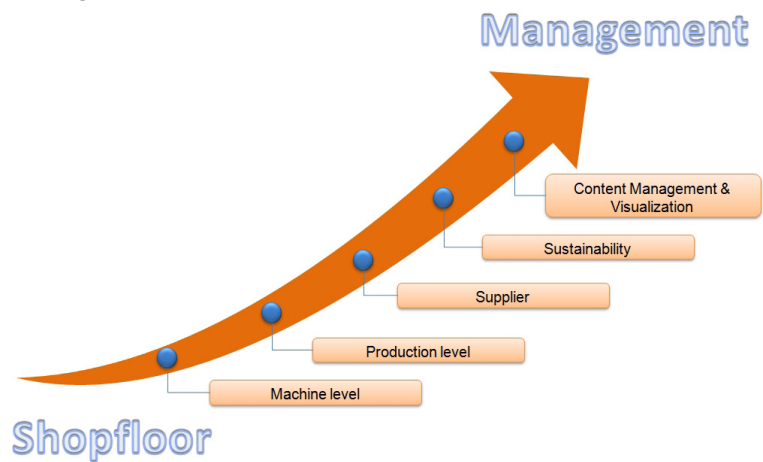 Management
Content Management &
Visualization
Sustainability
Supplier
Production level
Machine level
Shopfloor